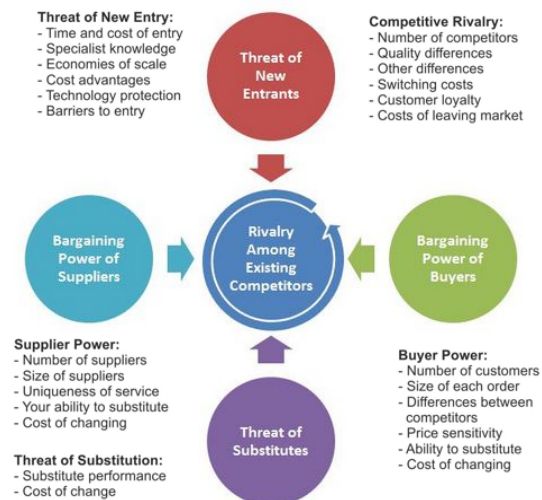 Threat of New Entry:
- Time and cost of entry
- Specialist knowledge
- Economies of scale
- Cost advantages
- Technology protection
- Barriers to entry
Threat of
New
Entrants
Competitive Rivalry:
- Number of competitors
- Quality differences
- Other differences
- Switching costs
- Customer loyalty
- Costs of leaving market
Bargaining
Power of
Suppliers
Rivalry
Among
Existing
Competitors
Bargaining
Power of
Buyers
Supplier Power:
- Number of suppliers
- Size of suppliers
- Uniqueness of service
- Your ability to substitute
- Cost of changing
Threat of Substitution:
- Substitute performance
- Cost of change
Threat of
Substitutes
Buyer Power:
- Number of customers
- Size of each order
- Differences between
competitors
- Price sensitivity
- Ability to substitute
- Cost of changing